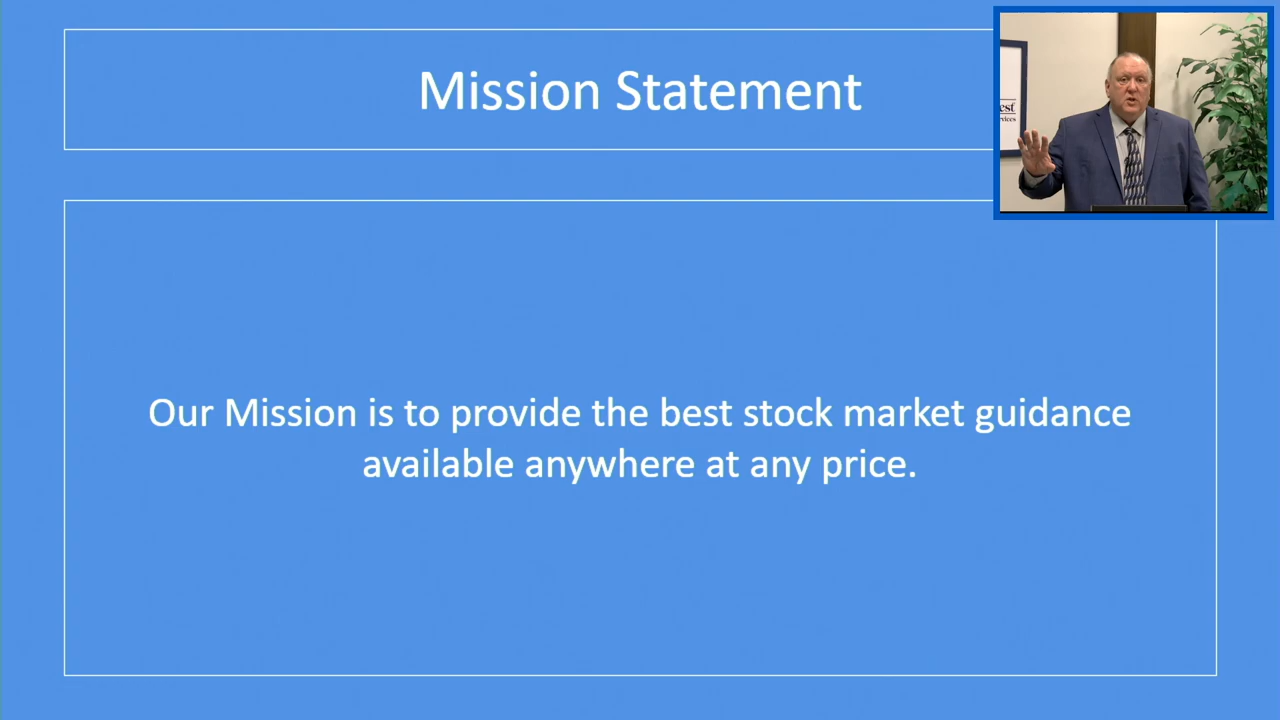 Mission Statement
Our Mission is to provide the best stock market guidance
available anywhere at any price.